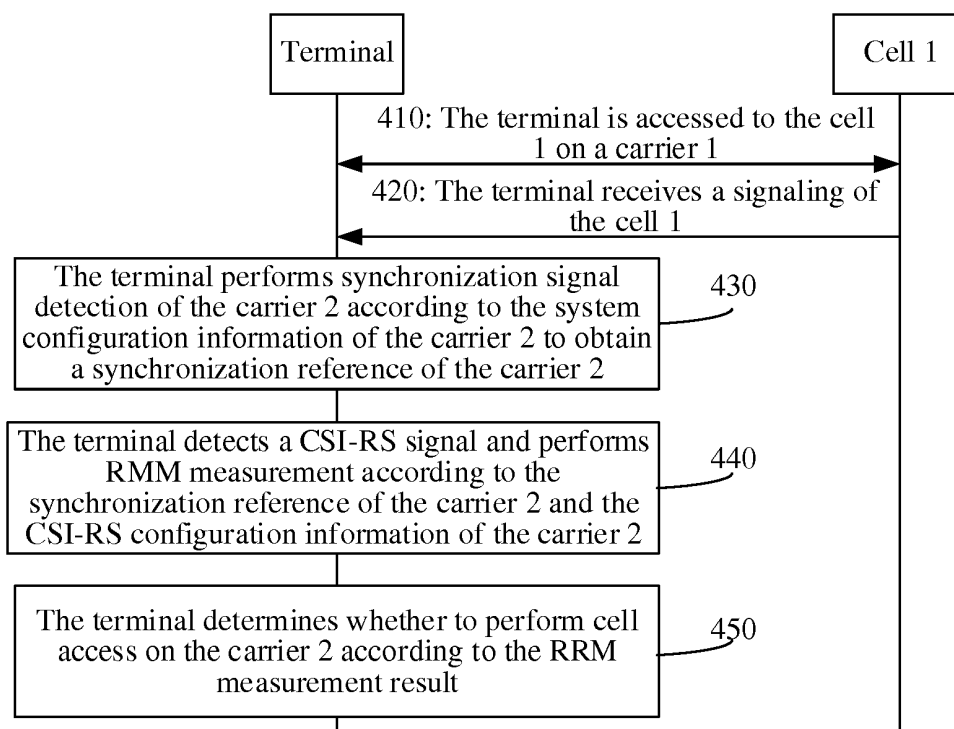 Terminal
Cell 1
410: The terminal is accessed to the cell
1 on a carrier 1
420: The terminal receives a signaling of
the cell 1
The terminal performs synchronization signal
detection of the carrier 2 according to the system
configuration information of the carrier 2 to obtain
a synchronization reference of the carrier 2
430
The terminal detects a CSI-RS signal and performs
RMM measurement according to the
synchronization reference of the carrier 2 and the
CSI-RS configuration information of the carrier 2
440
The terminal determines whether to perform cell
access on the carrier 2 according to the RRM
measurement result
450